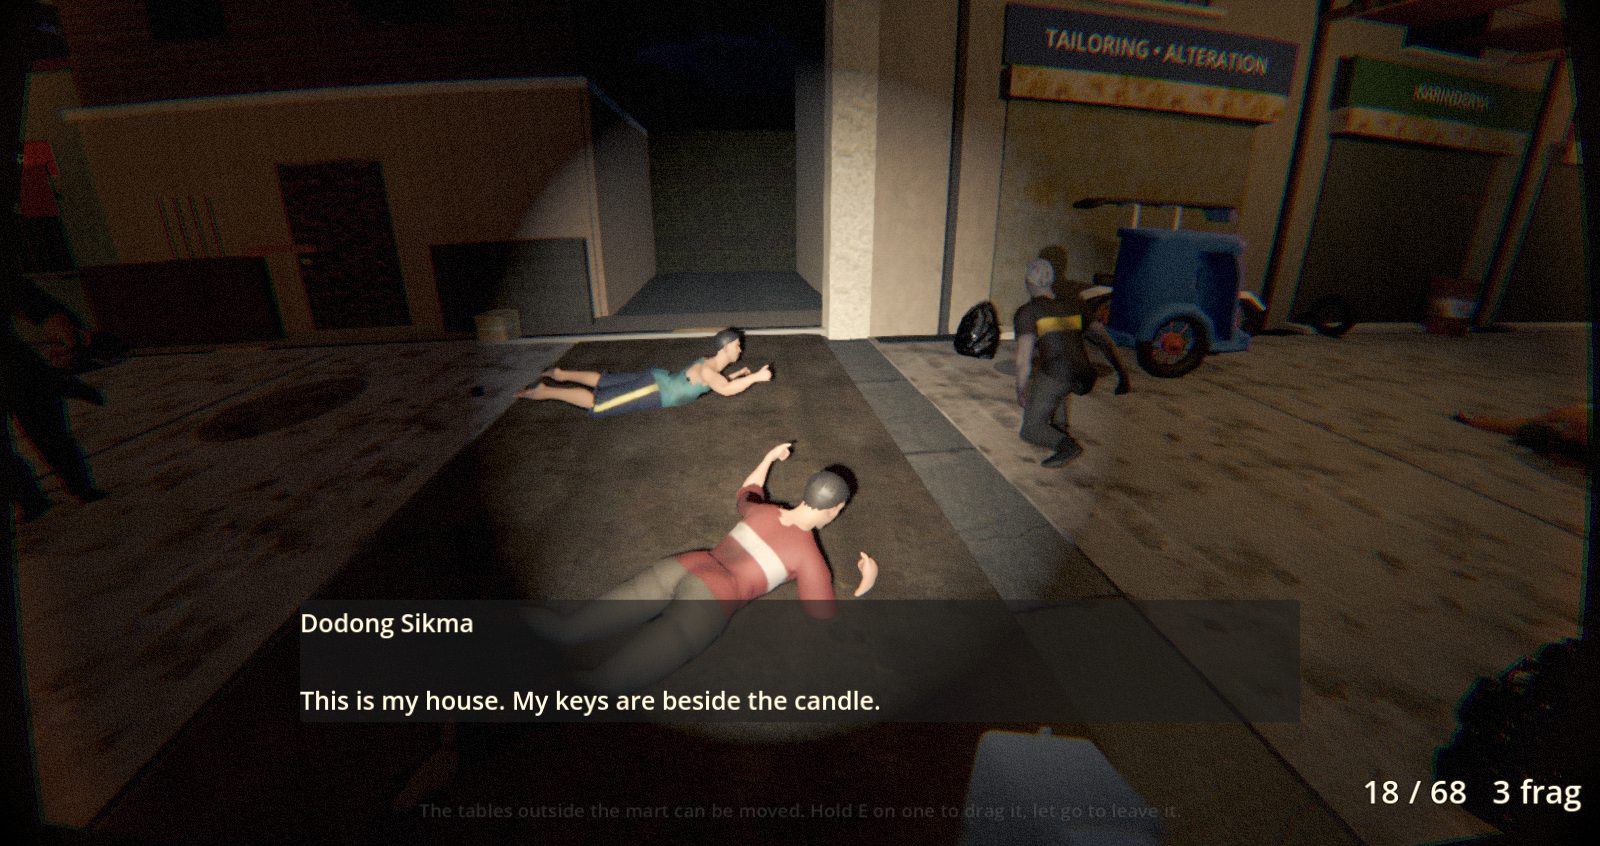 TAILORING • ALTERATION
KARINDERYA
Dodong Sikma
This is my house. My keys are beside the candle.
18 / 68 3 frag
The tables outside the mart can be moved. Hold E on one to drag it, let go to leave it.